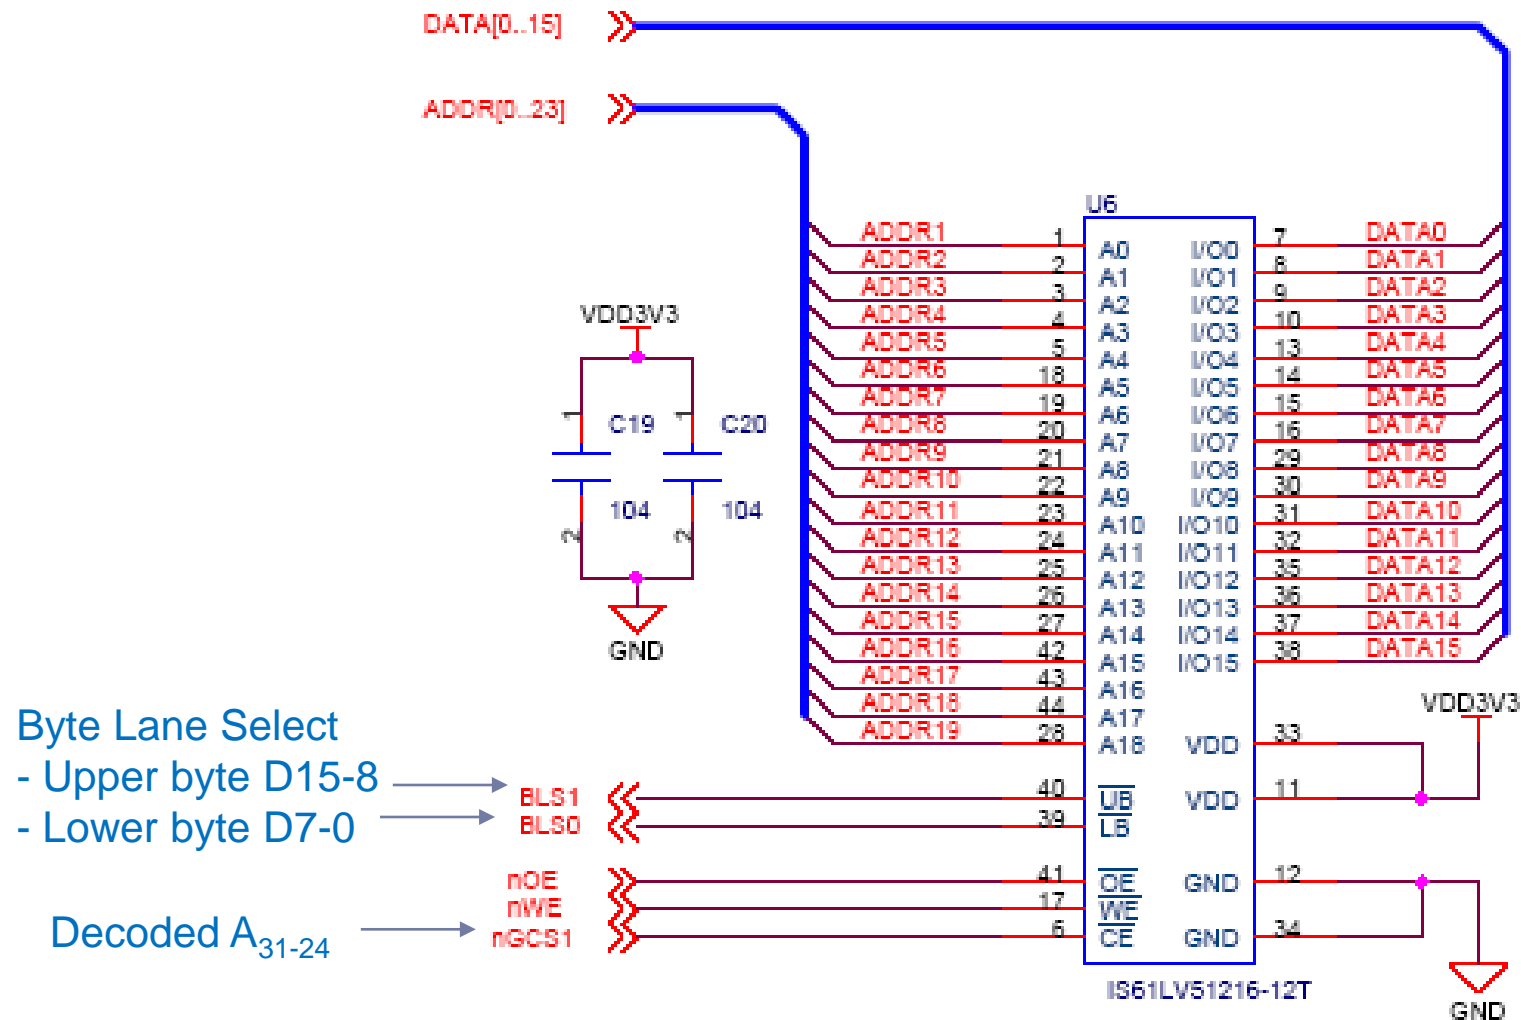 DATA[0..15]
ADDR[0..23]
U6
ADDR1 1 A0 I/O0 7 DATA0
ADDR2 2 A1 I/O1 8 DATA1
ADDR3 3 A2 I/O2 9 DATA2
ADDR4 4 A3 I/O3 10 DATA3
ADDR5 5 A4 I/O4 13 DATA4
ADDR6 18 A5 I/O5 14 DATA5
ADDR7 19 A6 I/O6 15 DATA6
ADDR8 20 A7 I/O7 16 DATA7
ADDR9 21 A8 I/O8 29 DATA8
ADDR10 22 A9 I/O9 30 DATA9
ADDR11 23 A10 I/O10 31 DATA10
ADDR12 24 A11 I/O11 32 DATA11
ADDR13 25 A12 I/O12 35 DATA12
ADDR14 26 A13 I/O13 36 DATA13
ADDR15 27 A14 I/O14 37 DATA14
ADDR16 42 A15 I/O15 38 DATA15
ADDR17 43 A16
ADDR18 44 A17
ADDR19 28 A18 VDD 33
VDD3V3
1 1
C19 C20
104 104
2 2
GND
VDD3V3
Byte Lane Select
- Upper byte D15-8
- Lower byte D7-0
BLS1 40 UB VDD 11
BLS0 39 LB
nOE 41 OE GND 12
nWE 17 WE
Decoded A31-24
nGCS1 6 CE GND 34
IS61LV51216-12T
GND